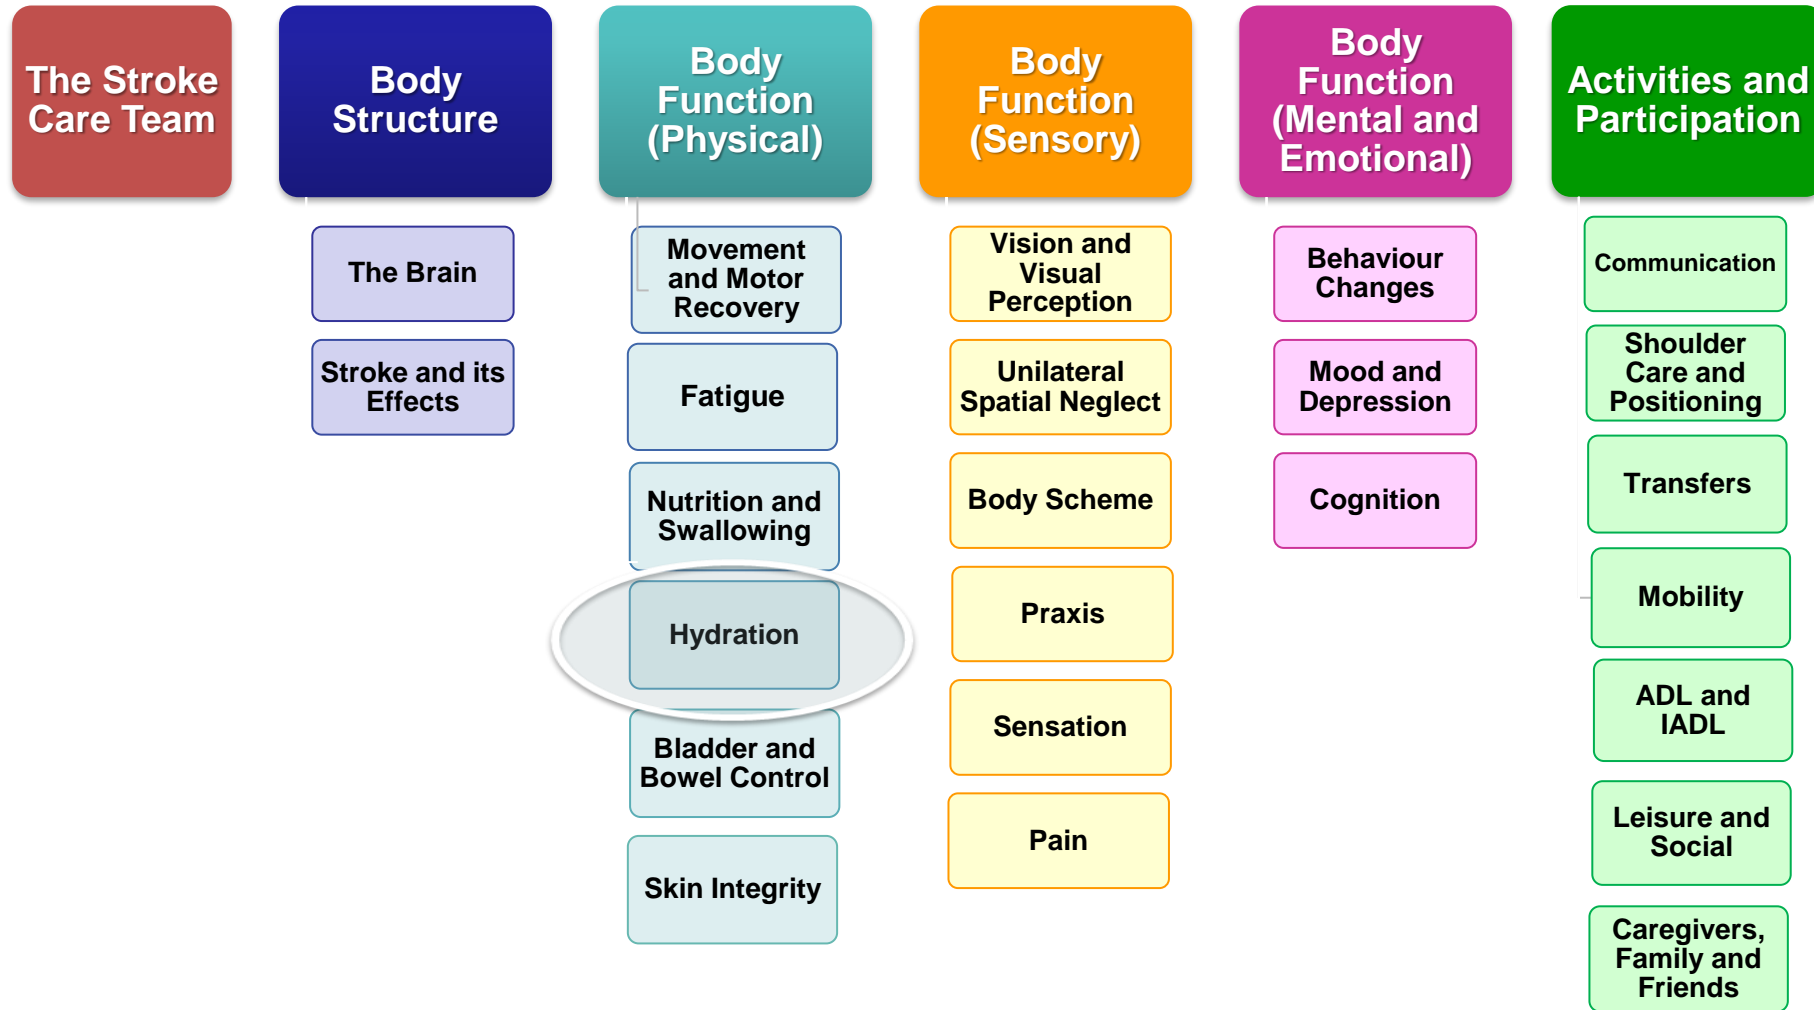 The Stroke
Care Team
Body
Structure
Body
Function
(Physical)
Body
Function
(Sensory)
Body
Function
(Mental and
Emotional)
Activities and
Participation
The Brain
Stroke and its
Effects
Movement
and Motor
Recovery
Fatigue
Nutrition and
Swallowing
Hydration
Bladder and
Bowel Control
Skin Integrity
Vision and
Visual
Perception
Unilateral
Spatial Neglect
Body Scheme
Praxis
Sensation
Pain
Behaviour
Changes
Mood and
Depression
Cognition
Communication
Shoulder
Care and
Positioning
Transfers
Mobility
ADL and
IADL
Leisure and
Social
Caregivers,
Family and
Friends